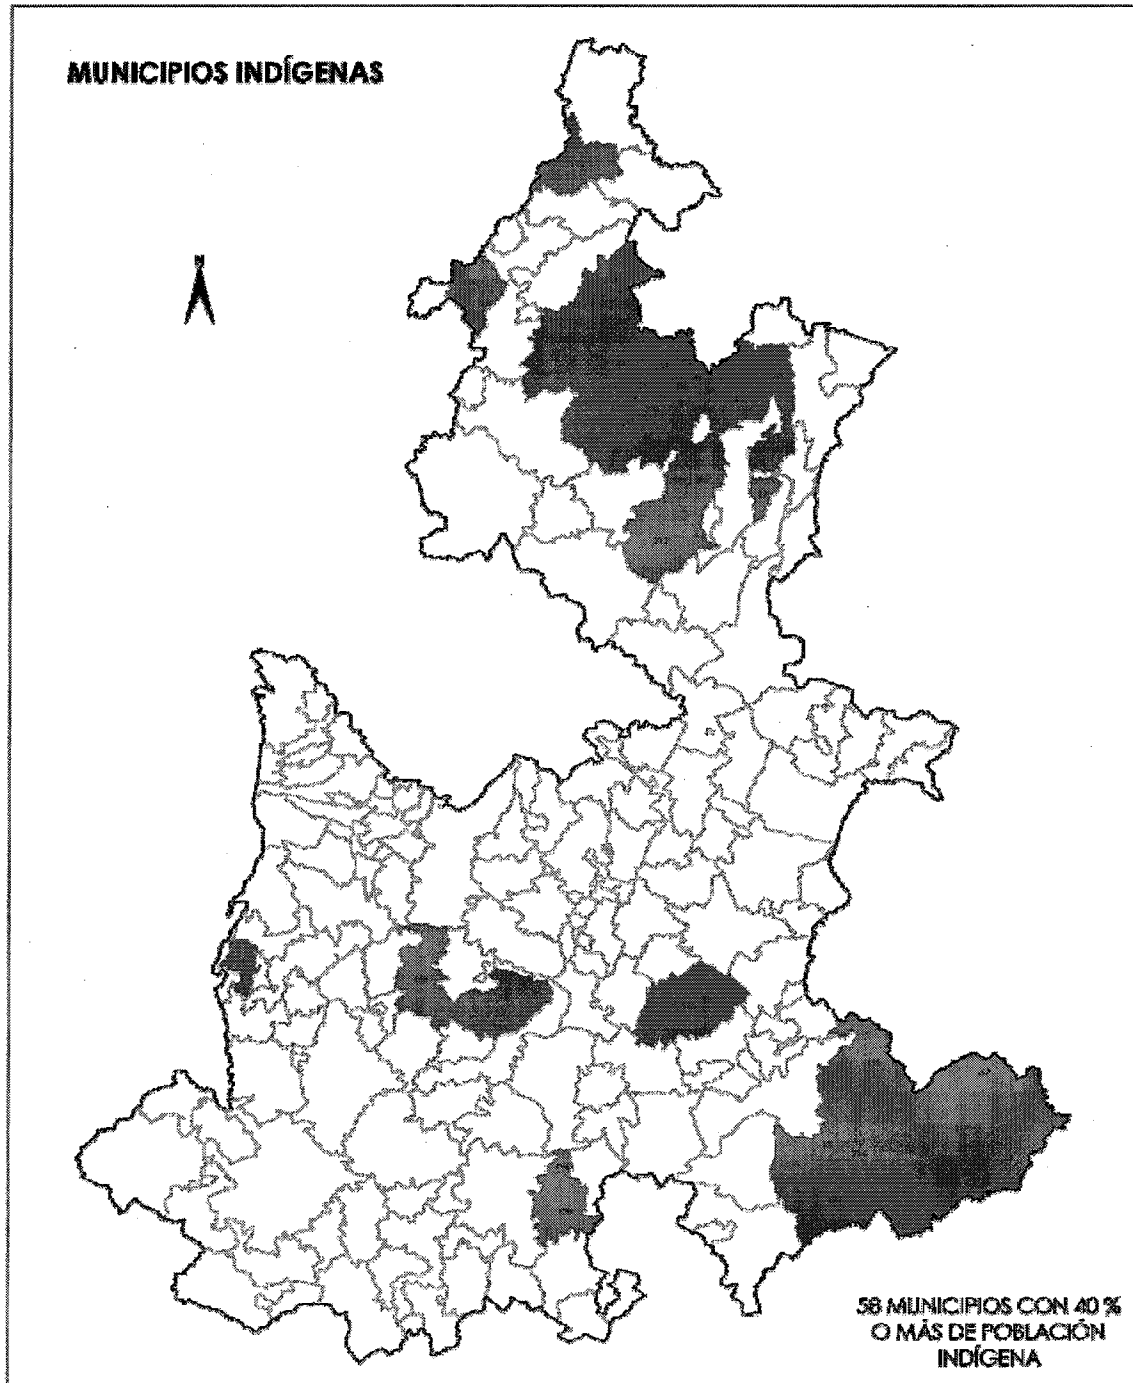 MUNICIPIOS INDÍGENAS
N
58 MUNICIPIOS CON 40 %
O MÁS DE POBLACIÓN
INDÍGENA